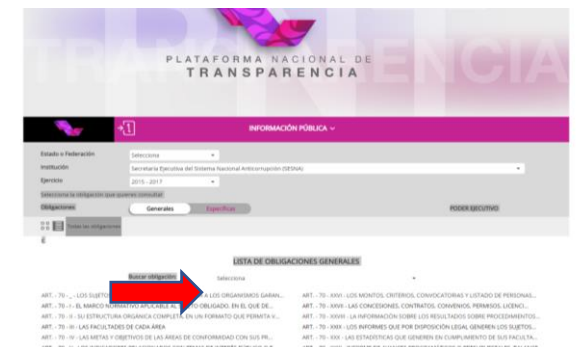 PLATAFORMA NACIONAL DE
TRANSPARENCIA
INFORMACIÓN PÚBLICA
Estado o Federación
Selecciona
Institución
Secretaría Ejecutiva del Sistema Nacional Anticorrupción (SESNA)
Ejercicio
2015 - 2017
Selecciona la obligación que quieres consultar
Obligaciones
Generales
Específicas
PODER EJECUTIVO
Todas las obligaciones
LISTA DE OBLIGACIONES GENERALES
Buscar obligación
Selecciona
ART. - 70 - _ - LOS SUJETOS A LOS ORGANISMOS GARAN...
ART. - 70 - I - EL MARCO NORMATIVO APLICABLE AL OBLIGADO, EN EL QUE DE...
ART. - 70 - II - SU ESTRUCTURA ORGÁNICA COMPLETA, EN UN FORMATO QUE PERMITA V...
ART. - 70 - III - LAS FACULTADES DE CADA ÁREA
ART. - 70 - IV - LAS METAS Y OBJETIVOS DE LAS ÁREAS DE CONFORMIDAD CON SUS PR...
ART. - 70 - XXVI - LOS MONTOS, CRITERIOS, CONVOCATORIAS Y LISTADO DE PERSONAS...
ART. - 70 - XXVII - LAS CONCESIONES, CONTRATOS, CONVENIOS, PERMISOS, LICENCI...
ART. - 70 - XXVIII - LA INFORMACIÓN SOBRE LOS RESULTADOS SOBRE PROCEDIMIENTOS...
ART. - 70 - XXIX - LOS INFORMES QUE POR DISPOSICIÓN LEGAL GENEREN LOS SUJETOS...
ART. - 70 - XXX - LAS ESTADÍSTICAS QUE GENEREN EN CUMPLIMIENTO DE SUS FACULTA...